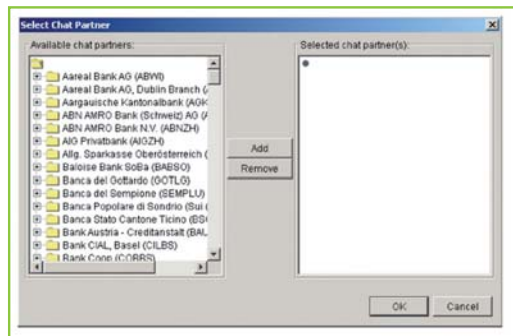 Select Chat Partner
Available chat partners:
Selected chat partner(s):
Aareal Bank AG (ABWI)
Aareal Bank AG, Dublin Branch (
Aargauische Kantonalbank (AGK
ABN AMRO Bank (Schweiz) AG (A
ABN AMRO Bank N.V. (ABNZH)
AIG Privatbank (AIGZH)
Allg. Sparkasse Oberösterreich (
Baloise Bank SoBa (BABSO)
Banca del Gottardo (GOTLG)
Banca del Sempione (SEMPLU)
Banca Popolare di Sondrio (Sui (
Banca Stato Cantone Ticino (BS
Bank Austria - Creditanstalt (BAL
Bank CIAL, Basel (CILBS)
Bank Coop (COBBS)
Add
Remove
OK
Cancel